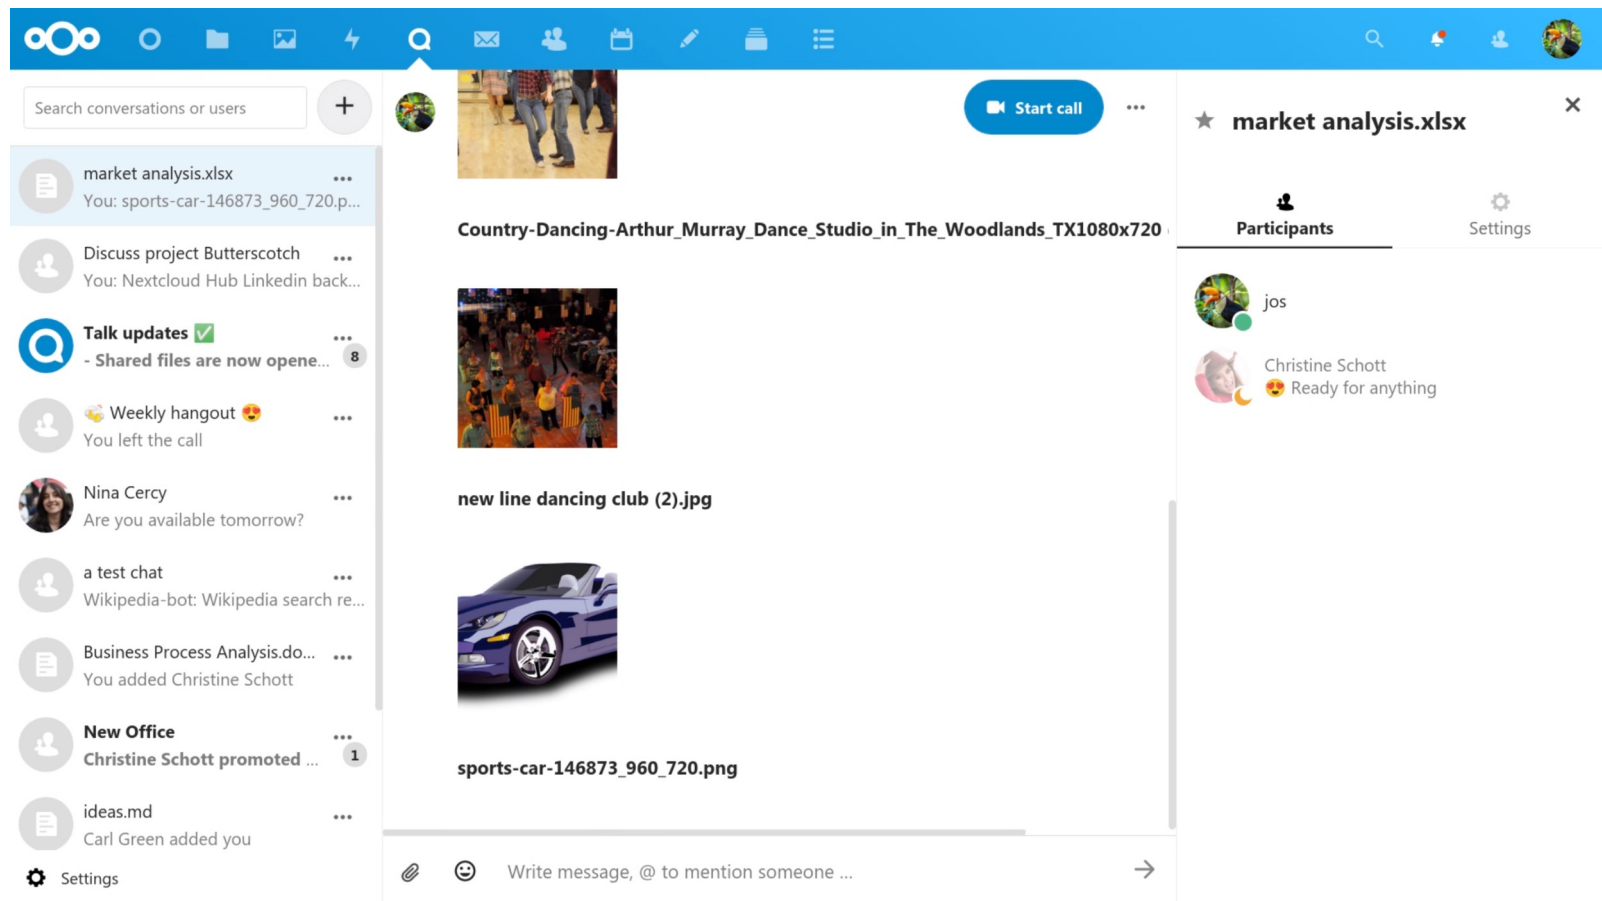 Search conversations or users
+
market analysis.xlsx
You: sports-car-146873_960_720.p...
Discuss project Butterscotch
You: Nextcloud Hub Linkedin back...
Talk updates ✅
- Shared files are now opene...
8
🍻 Weekly hangout 😍
You left the call
Nina Cercy
Are you available tomorrow?
a test chat
Wikipedia-bot: Wikipedia search re...
Business Process Analysis.do...
You added Christine Schott
New Office
Christine Schott promoted ...
1
ideas.md
Carl Green added you
Settings
Start call
Country-Dancing-Arthur_Murray_Dance_Studio_in_The_Woodlands_TX1080x720
new line dancing club (2).jpg
sports-car-146873_960_720.png
Write message, @ to mention someone ...
market analysis.xlsx
Participants
Settings
jos
Christine Schott
😍 Ready for anything